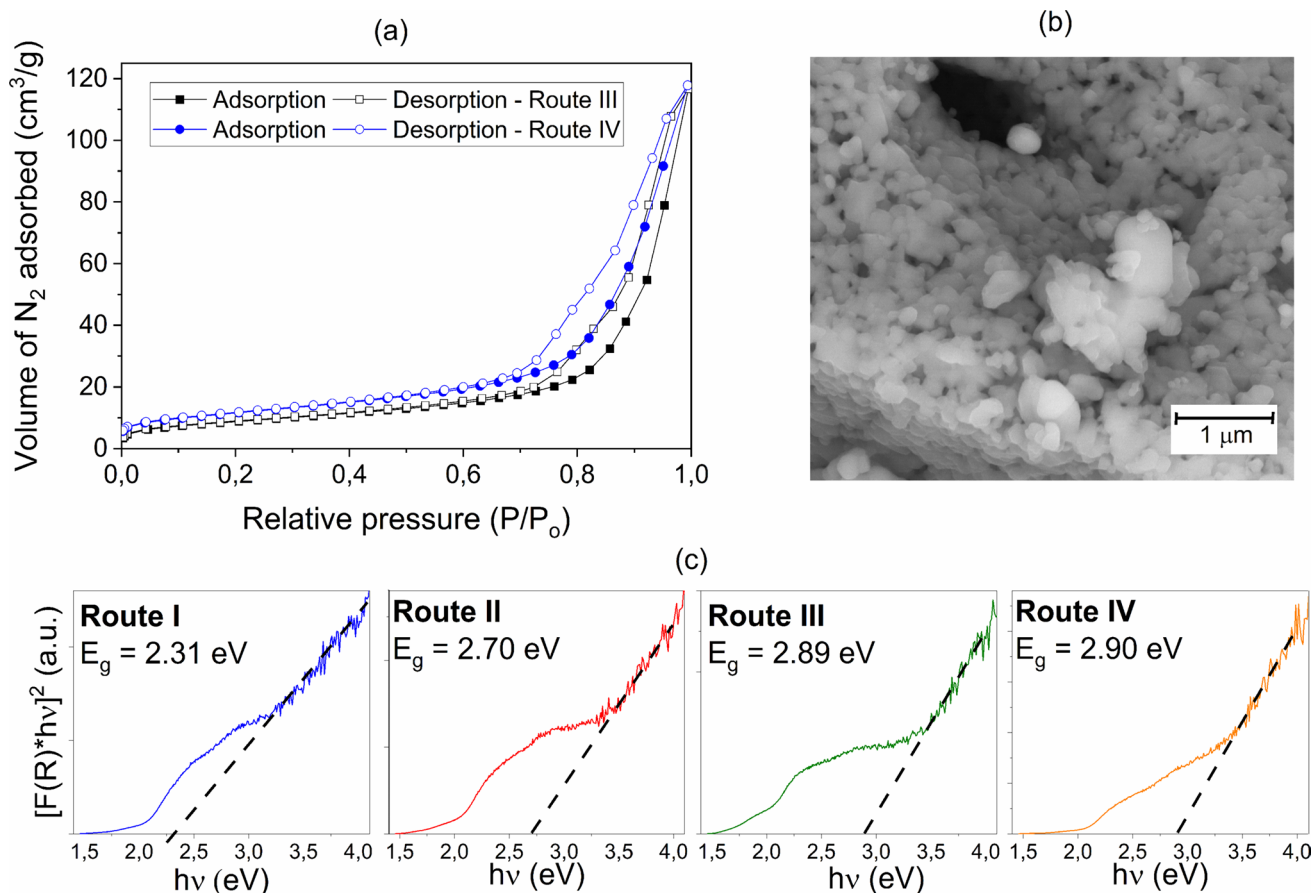 (a)
Volume of N₂ adsorbed (cm³/g)
120
100
80
60
40
20
0
Adsorption
Desorption - Route III
Adsorption
Desorption - Route IV
0,0
0,2
0,4
0,6
0,8
1,0
Relative pressure (P/Pₒ)
(b)
1 μm
(c)
[F(R)*hν]² (a.u.)
Route I
E_g = 2.31 eV
1,5
2,0
2,5
3,0
3,5
4,0
hν (eV)
Route II
E_g = 2.70 eV
1,5
2,0
2,5
3,0
3,5
4,0
hν (eV)
Route III
E_g = 2.89 eV
1,5
2,0
2,5
3,0
3,5
4,0
hν (eV)
Route IV
E_g = 2.90 eV
1,5
2,0
2,5
3,0
3,5
4,0
hν (eV)